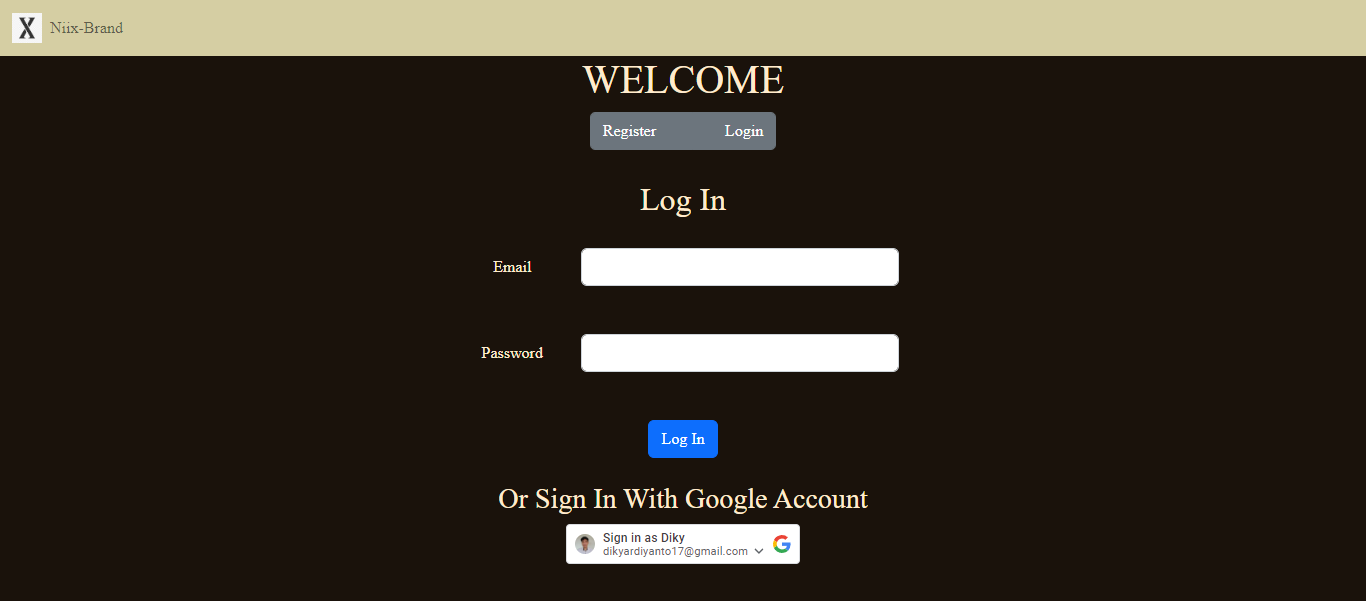 X Niix-Brand
WELCOME
Register Login
Log In
Email
Password
Log In
Or Sign In With Google Account
Sign in as Diky
dikyardiyanto17@gmail.com